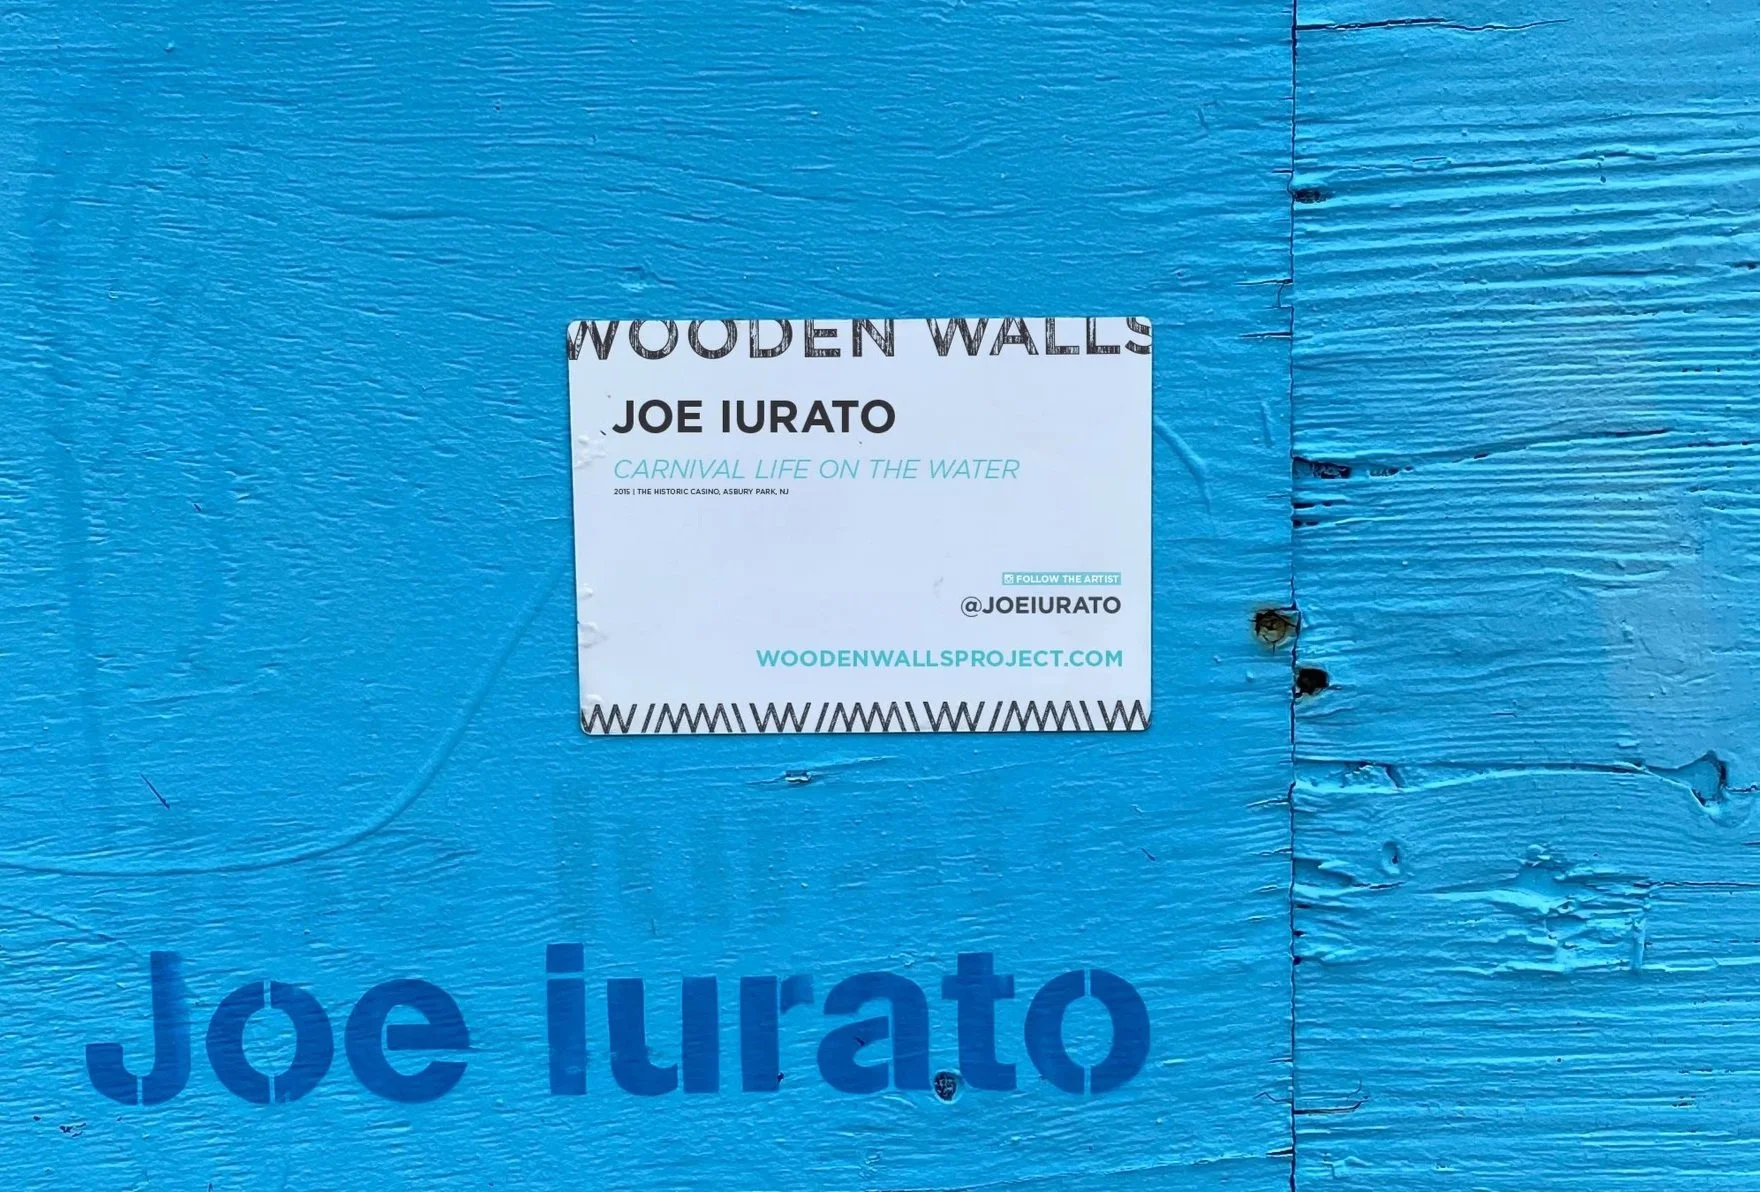 WOODEN WALLS
JOE IURATO
CARNIVAL LIFE ON THE WATER
2015 | THE HISTORIC CASINO, ASBURY PARK, NJ
FOLLOW THE ARTIST
@JOEIURATO
WOODENWALLSPROJECT.COM
Joe iurato